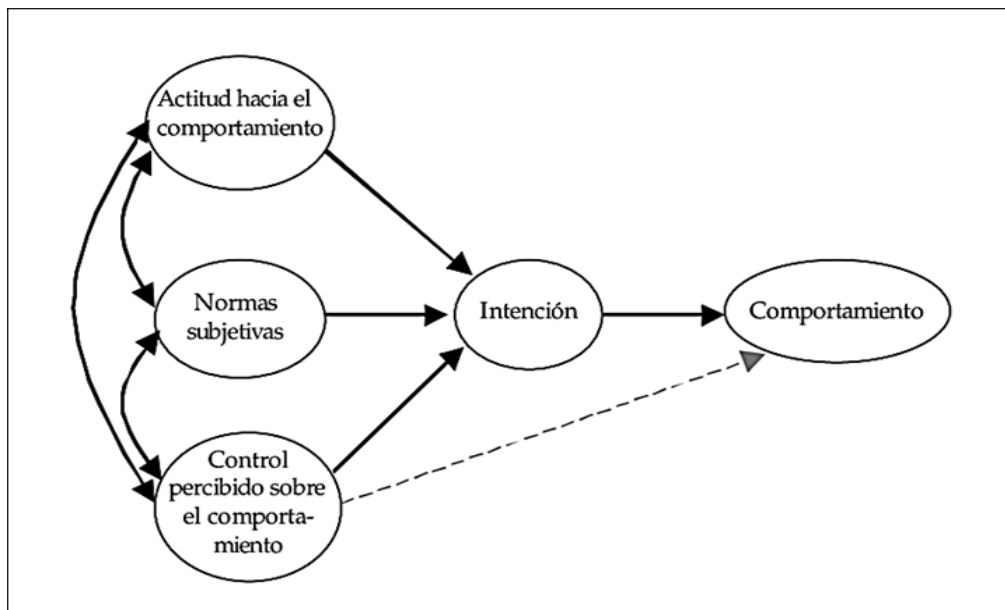 Actitud hacia el
comportamiento
Normas
subjetivas
Intención
Comportamiento
Control
percibido sobre
el comporta-
miento